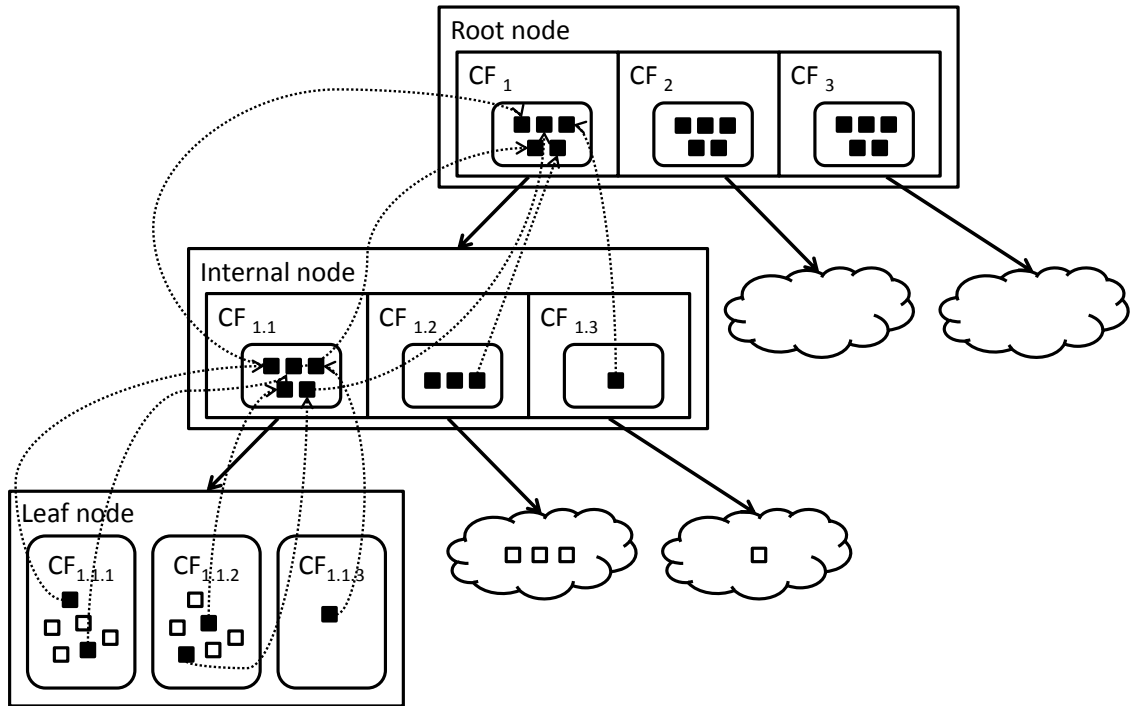 Root node
CF 1
CF 2
CF 3
Internal node
CF 1.1
CF 1.2
CF 1.3
Leaf node
CF1.1.1
CF1.1.2
CF1.1.3